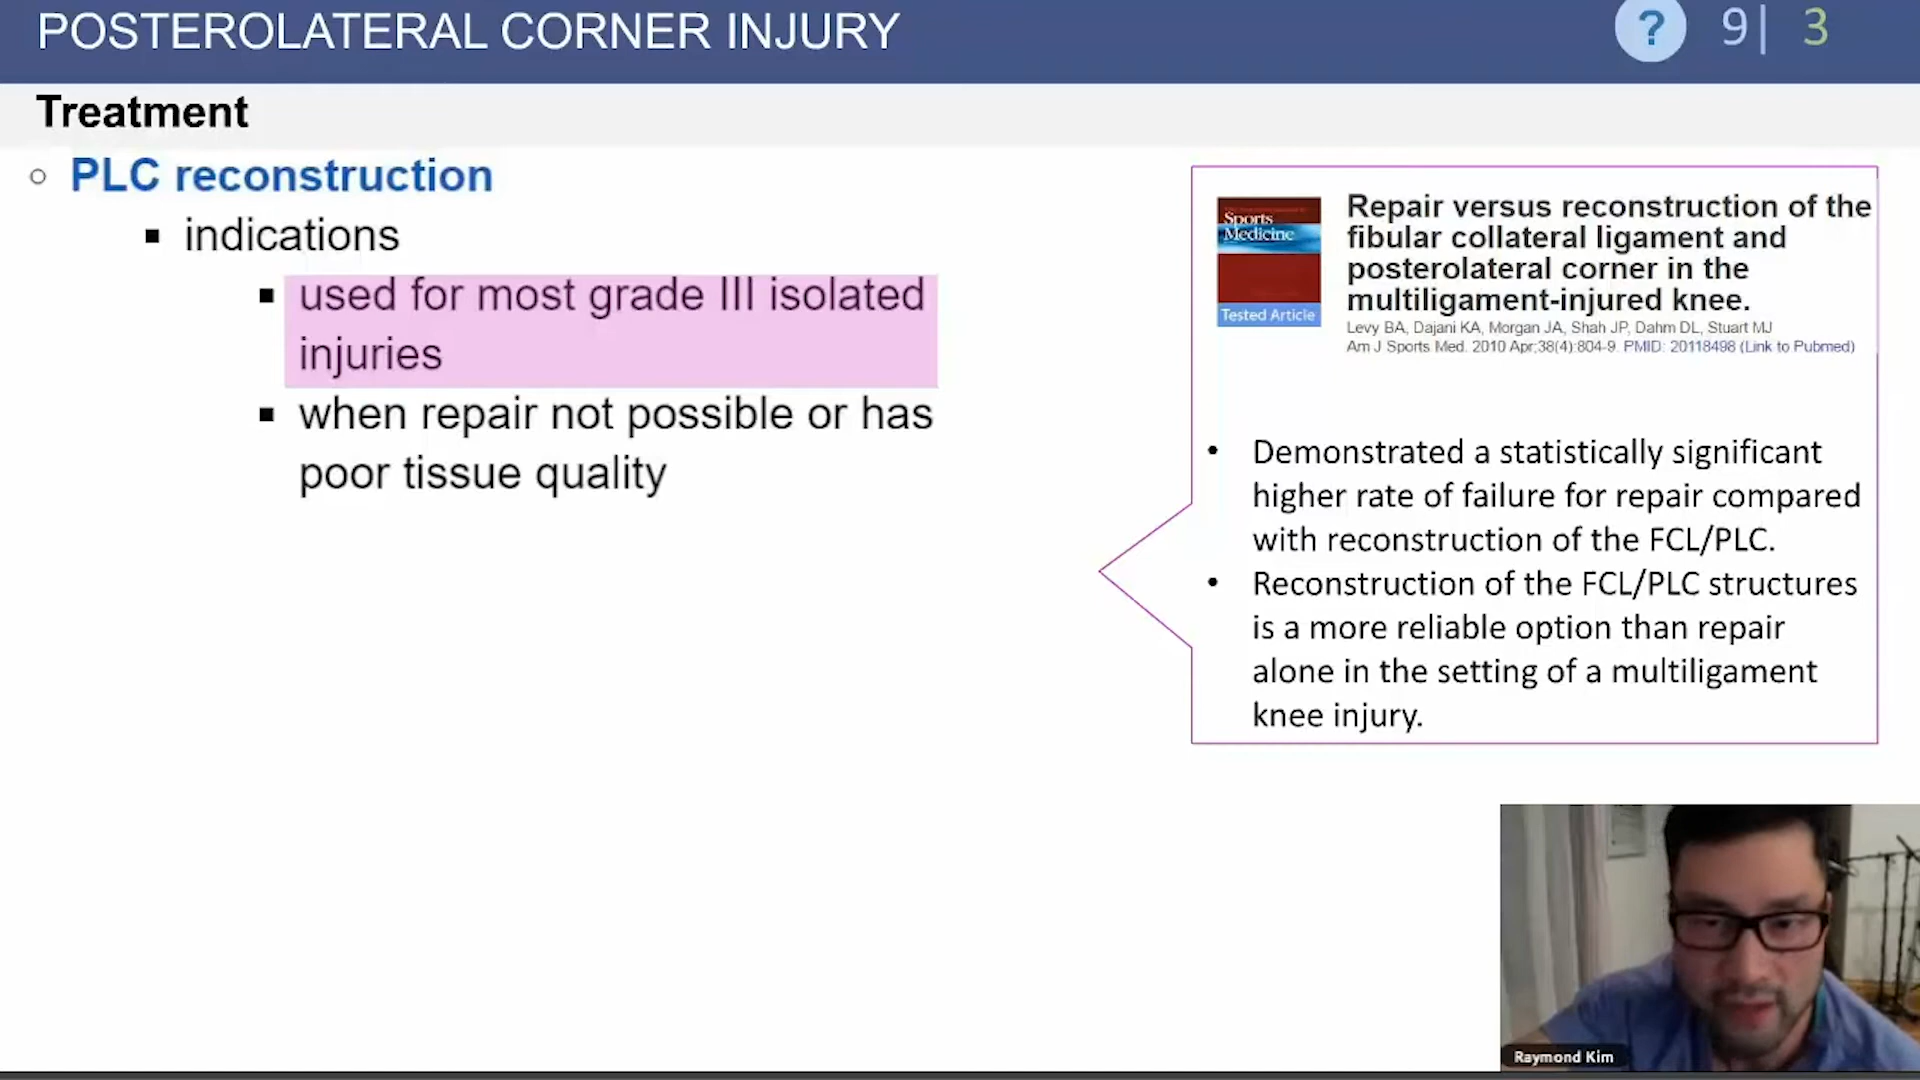 POSTEROLATERAL CORNER INJURY
? 9| 3
Treatment
PLC reconstruction
indications
used for most grade III isolated
injuries
when repair not possible or has
poor tissue quality
Sports
Medicine
Tested Article
Repair versus reconstruction of the
fibular collateral ligament and
posterolateral corner in the
multiligament-injured knee.
Levy BA, Dajani KA, Morgan JA, Shah JP, Dahm DL, Stuart MJ
Am J Sports Med. 2010 Apr;38(4):804-9. PMID: 20118498 (Link to Pubmed)
• Demonstrated a statistically significant
higher rate of failure for repair compared
with reconstruction of the FCL/PLC.
• Reconstruction of the FCL/PLC structures
is a more reliable option than repair
alone in the setting of a multiligament
knee injury.
Raymond Kim